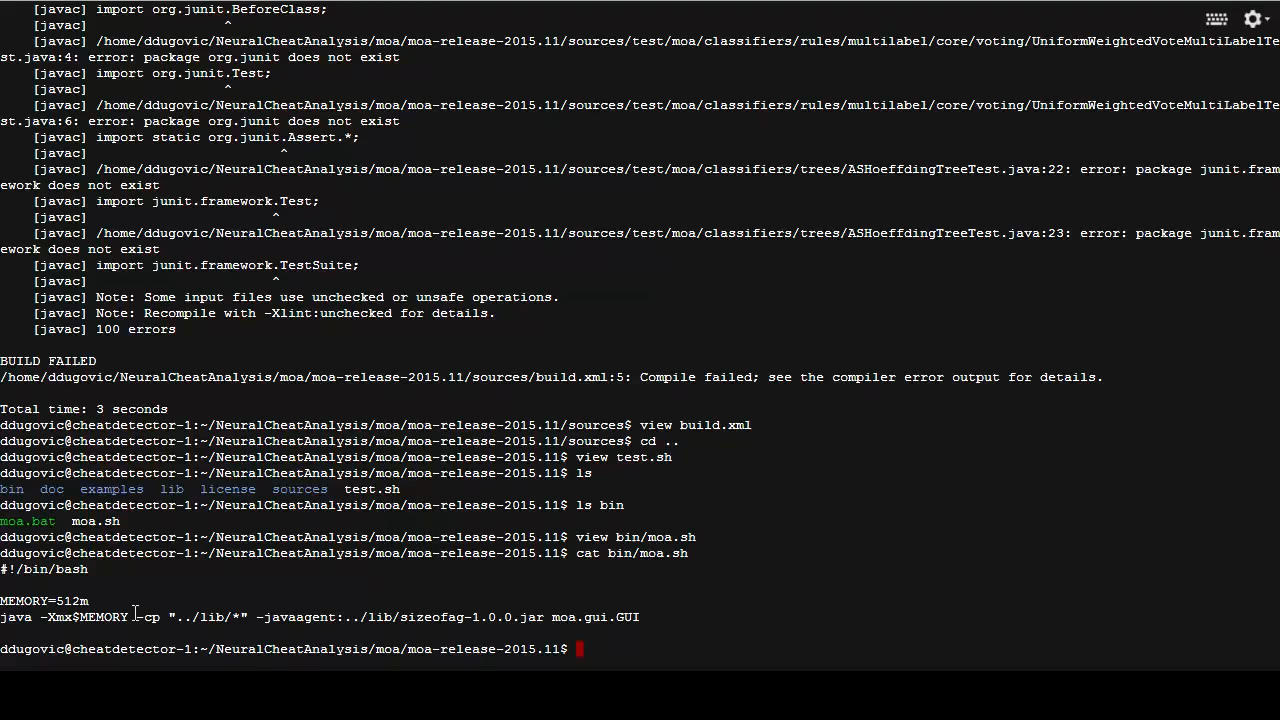 [javac] import org.junit.BeforeClass;
[javac]                 ^
[javac] /home/ddugovic/NeuralCheatAnalysis/moa/moa-release-2015.11/sources/test/moa/classifiers/rules/multilabel/core/voting/UniformWeightedVoteMultiLabelTe
st.java:4: error: package org.junit does not exist
[javac] import org.junit.Test;
[javac]                 ^
[javac] /home/ddugovic/NeuralCheatAnalysis/moa/moa-release-2015.11/sources/test/moa/classifiers/rules/multilabel/core/voting/UniformWeightedVoteMultiLabelTe
st.java:6: error: package org.junit does not exist
[javac] import static org.junit.Assert.*;
[javac]                        ^
[javac] /home/ddugovic/NeuralCheatAnalysis/moa/moa-release-2015.11/sources/test/moa/classifiers/trees/ASHoeffdingTreeTest.java:22: error: package junit.fram
ework does not exist
[javac] import junit.framework.Test;
[javac]                       ^
[javac] /home/ddugovic/NeuralCheatAnalysis/moa/moa-release-2015.11/sources/test/moa/classifiers/trees/ASHoeffdingTreeTest.java:23: error: package junit.fram
ework does not exist
[javac] import junit.framework.TestSuite;
[javac]                       ^
[javac] Note: Some input files use unchecked or unsafe operations.
[javac] Note: Recompile with -Xlint:unchecked for details.
[javac] 100 errors
BUILD FAILED
/home/ddugovic/NeuralCheatAnalysis/moa/moa-release-2015.11/sources/build.xml:5: Compile failed; see the compiler error output for details.
Total time: 3 seconds
ddugovic@cheatdetector-1:~/NeuralCheatAnalysis/moa/moa-release-2015.11/sources$ view build.xml
ddugovic@cheatdetector-1:~/NeuralCheatAnalysis/moa/moa-release-2015.11/sources$ cd ..
ddugovic@cheatdetector-1:~/NeuralCheatAnalysis/moa/moa-release-2015.11$ view test.sh
ddugovic@cheatdetector-1:~/NeuralCheatAnalysis/moa/moa-release-2015.11$ ls
bin  doc  examples  lib  license  sources  test.sh
ddugovic@cheatdetector-1:~/NeuralCheatAnalysis/moa/moa-release-2015.11$ ls bin
moa.bat  moa.sh
ddugovic@cheatdetector-1:~/NeuralCheatAnalysis/moa/moa-release-2015.11$ view bin/moa.sh
ddugovic@cheatdetector-1:~/NeuralCheatAnalysis/moa/moa-release-2015.11$ cat bin/moa.sh
#!/bin/bash
MEMORY=512m
java -Xmx$MEMORY -cp "../lib/*" -javaagent:../lib/sizeofag-1.0.0.jar moa.gui.GUI
ddugovic@cheatdetector-1:~/NeuralCheatAnalysis/moa/moa-release-2015.11$